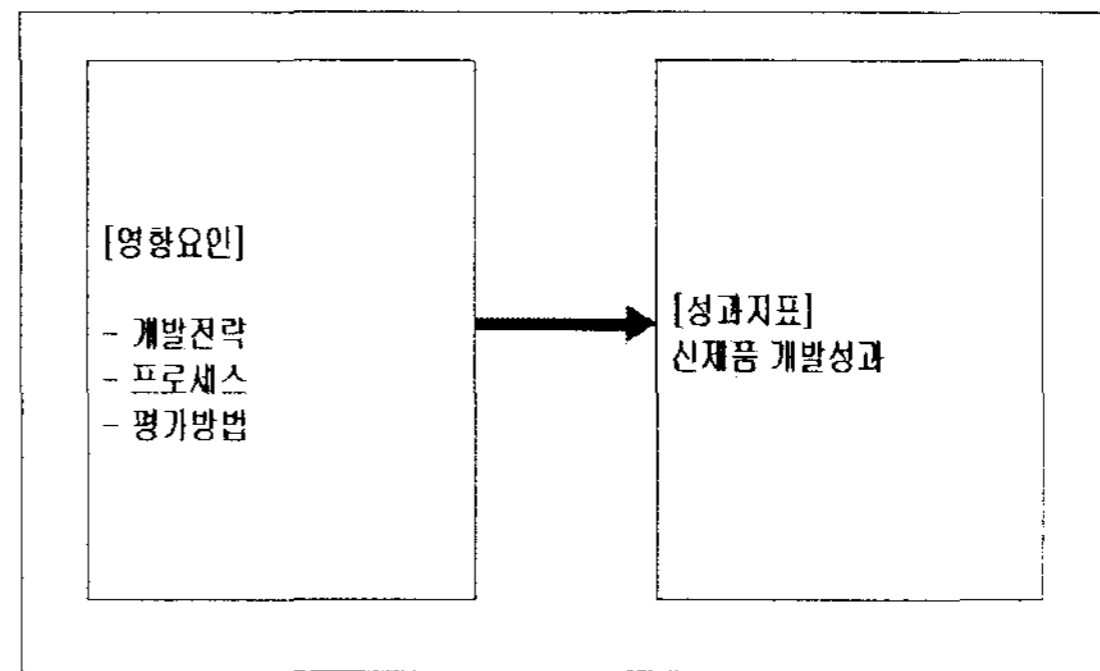 [영향요인]
- 개발전략
- 프로세스
- 평가방법
[성과지표]
신제품 개발성과